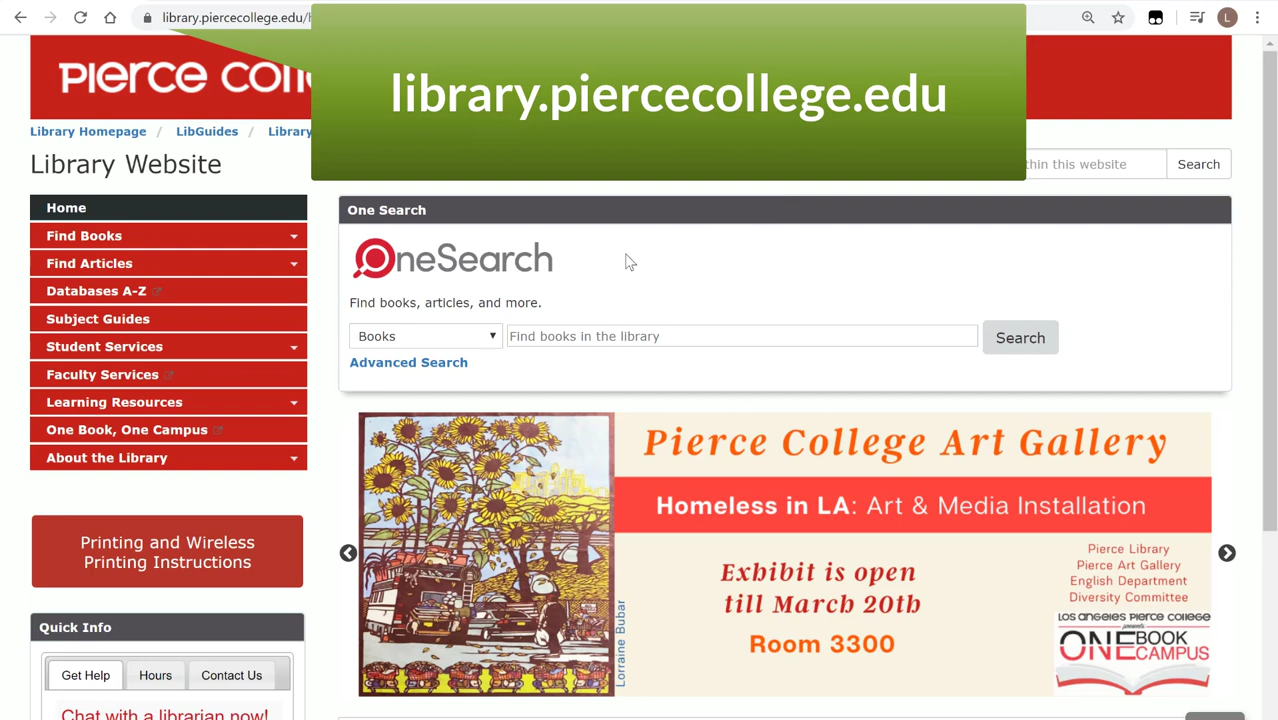 library.piercecollege.edu/
L
library.piercecollege.edu
PIERCE COLL
Library Homepage / LibGuides / Library
Library Website
thin this website
Search
Home
Find Books
Find Articles
Databases A-Z
Subject Guides
Student Services
Faculty Services
Learning Resources
One Book, One Campus
About the Library
Printing and Wireless
Printing Instructions
Quick Info
Get Help
Hours
Contact Us
Chat with a librarian now!
One Search
OneSearch
Find books, articles, and more.
Books
Find books in the library
Search
Advanced Search
Lorraine Bubar
Pierce College Art Gallery
Homeless in LA: Art & Media Installation
Exhibit is open
till March 20th
Room 3300
Pierce Library
Pierce Art Gallery
English Department
Diversity Committee
LOS ANGELES PIERCE COLLEGE
presents
ONE BOOK
CAMPUS